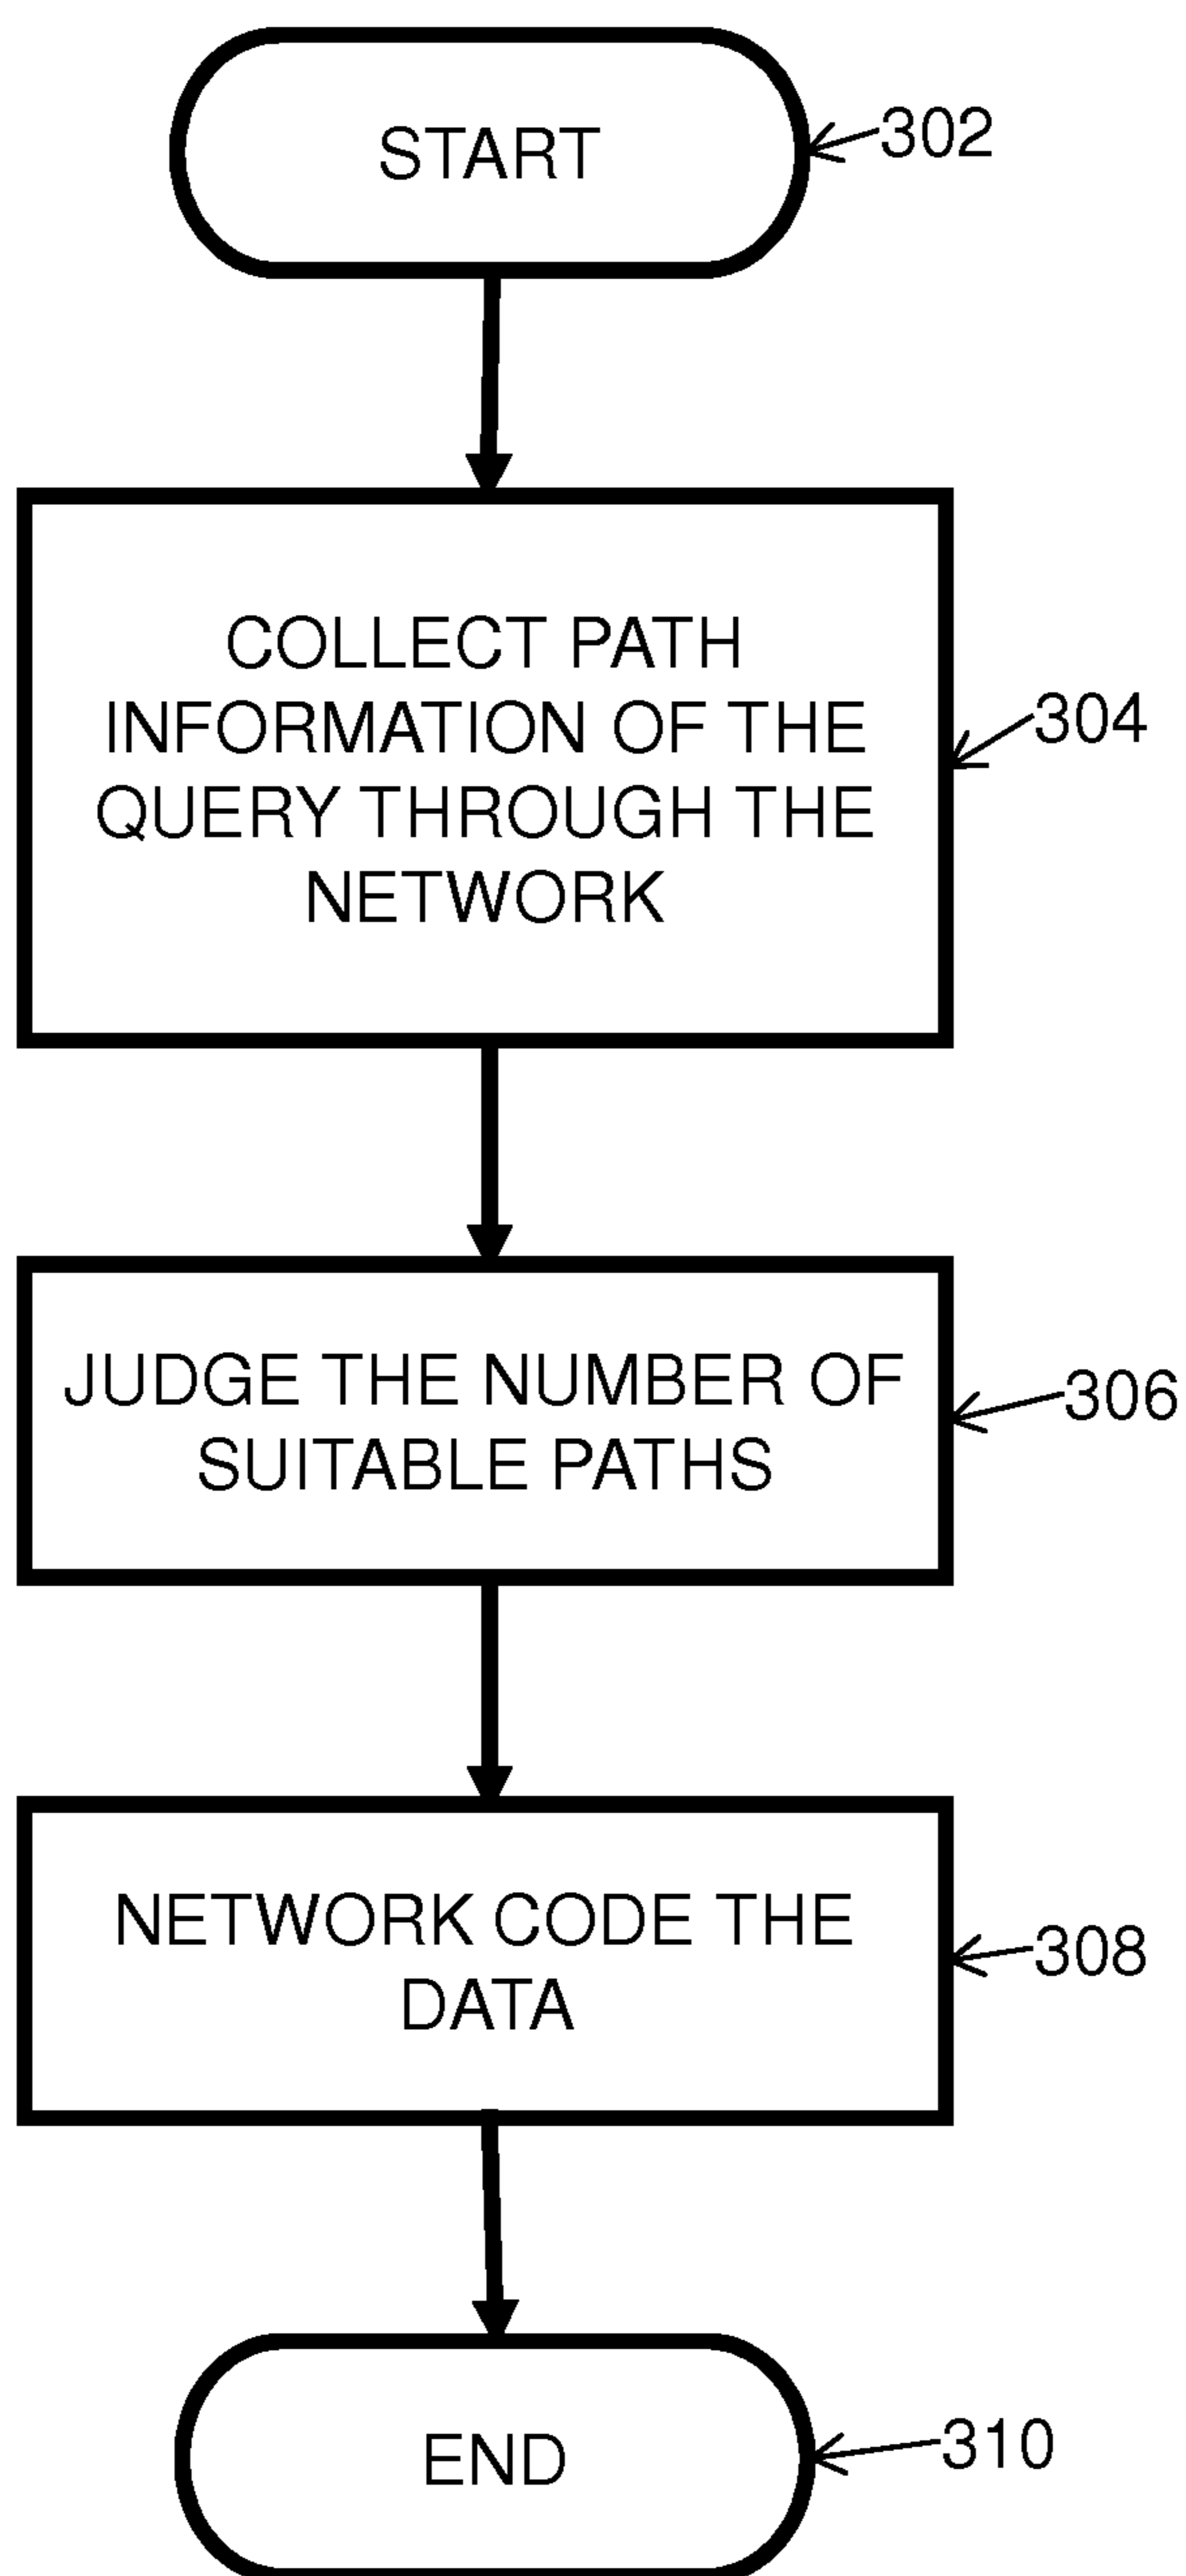 START
302
COLLECT PATH
INFORMATION OF THE
QUERY THROUGH THE
NETWORK
304
JUDGE THE NUMBER OF
SUITABLE PATHS
306
NETWORK CODE THE
DATA
308
END
310